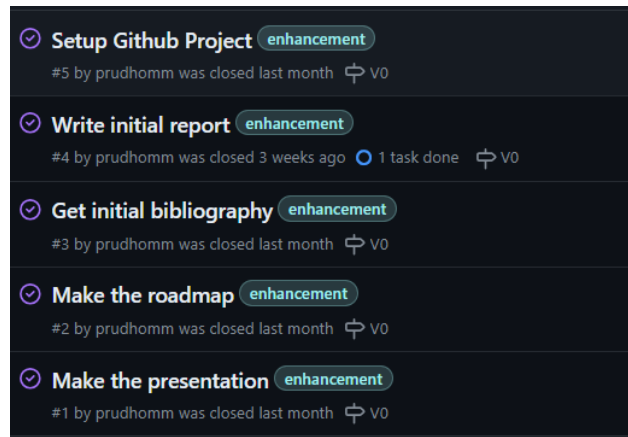 Setup Github Project enhancement
#5 by prudhomm was closed last month V0
Write initial report enhancement
#4 by prudhomm was closed 3 weeks ago 1 task done V0
Get initial bibliography enhancement
#3 by prudhomm was closed last month V0
Make the roadmap enhancement
#2 by prudhomm was closed last month V0
Make the presentation enhancement
#1 by prudhomm was closed last month V0